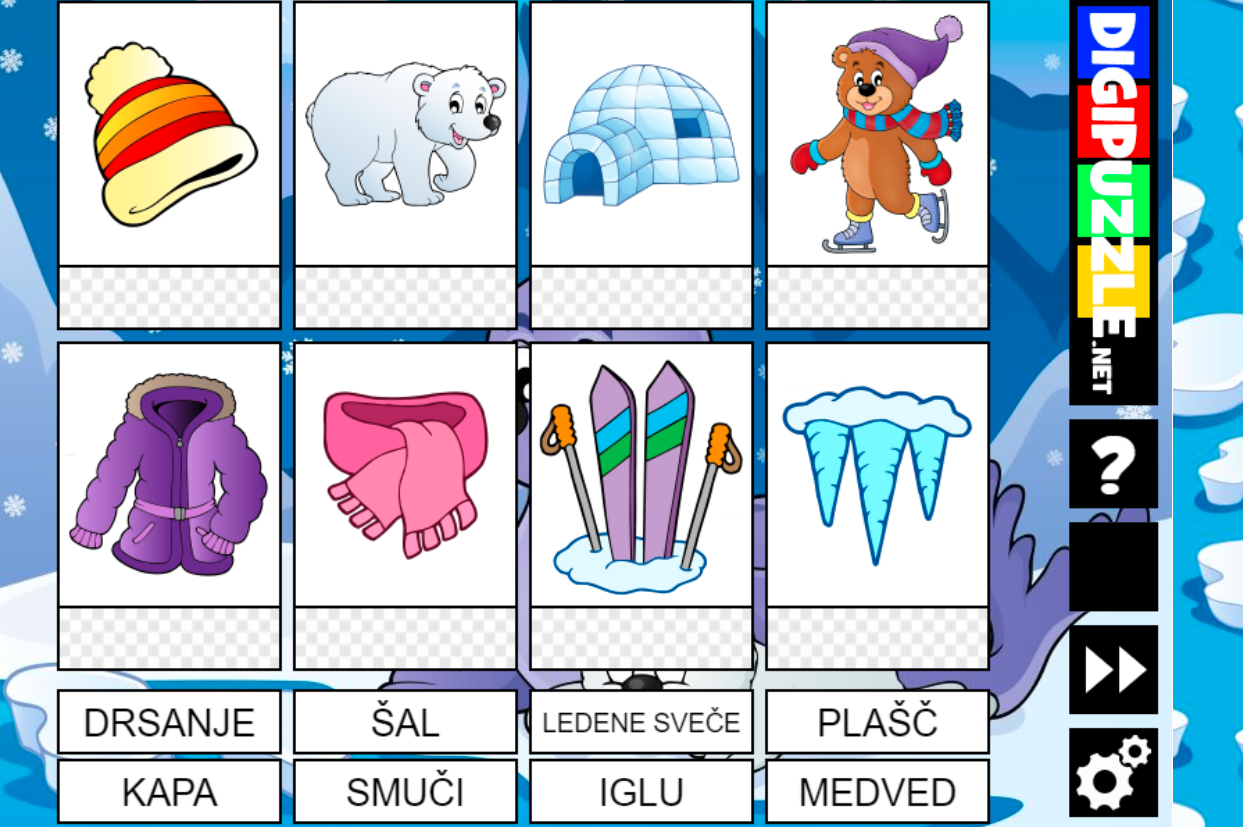 DIGIPUZZLE.NET
?
DRSANJE
ŠAL
LEDENE SVEČE
PLAŠČ
KAPA
SMUČI
IGLU
MEDVED